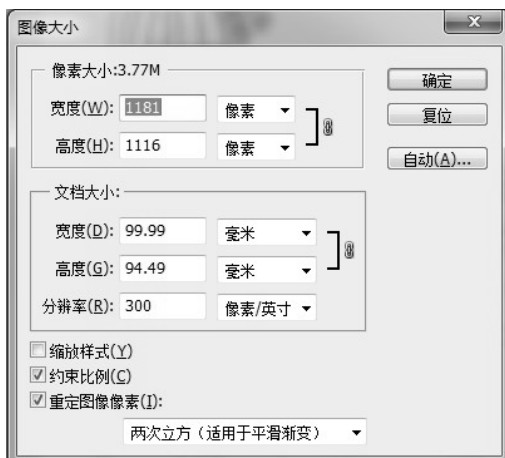 图像大小
像素大小:3.77M
确定
宽度(W): 1181 像素
复位
高度(H): 1116 像素
自动(A)...
文档大小:
宽度(D): 99.99 毫米
高度(G): 94.49 毫米
分辨率(R): 300 像素/英寸
缩放样式(Y)
约束比例(C)
重定图像像素(I):
两次立方（适用于平滑渐变）